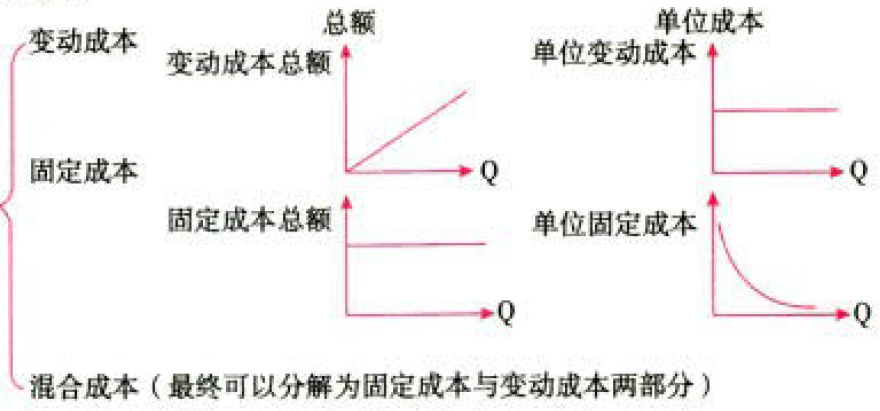 总额
单位成本
变动成本
变动成本总额
单位变动成本
Q
Q
固定成本
固定成本总额
单位固定成本
Q
Q
混合成本（最终可以分解为固定成本与变动成本两部分）